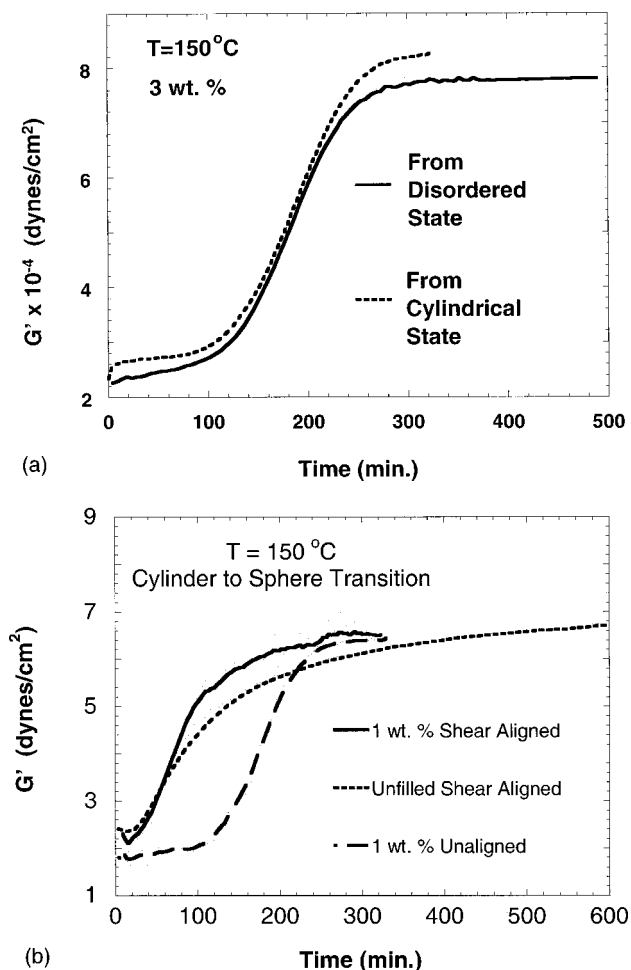 T=150°C
3 wt. %
8
6
4
2
G' x 10-4 (dynes/cm2)
From
Disordered
State
From
Cylindrical
State
0 100 200 300 400 500
(a)
Time (min.)
9
7
5
3
1
G' (dynes/cm2)
T = 150 °C
Cylinder to Sphere Transition
1 wt. % Shear Aligned
Unfilled Shear Aligned
1 wt. % Unaligned
0 100 200 300 400 500 600
(b)
Time (min.)